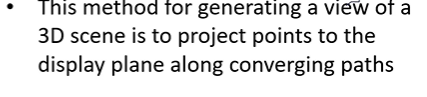 • This method for generating a view of a
3D scene is to project points to the
display plane along converging paths